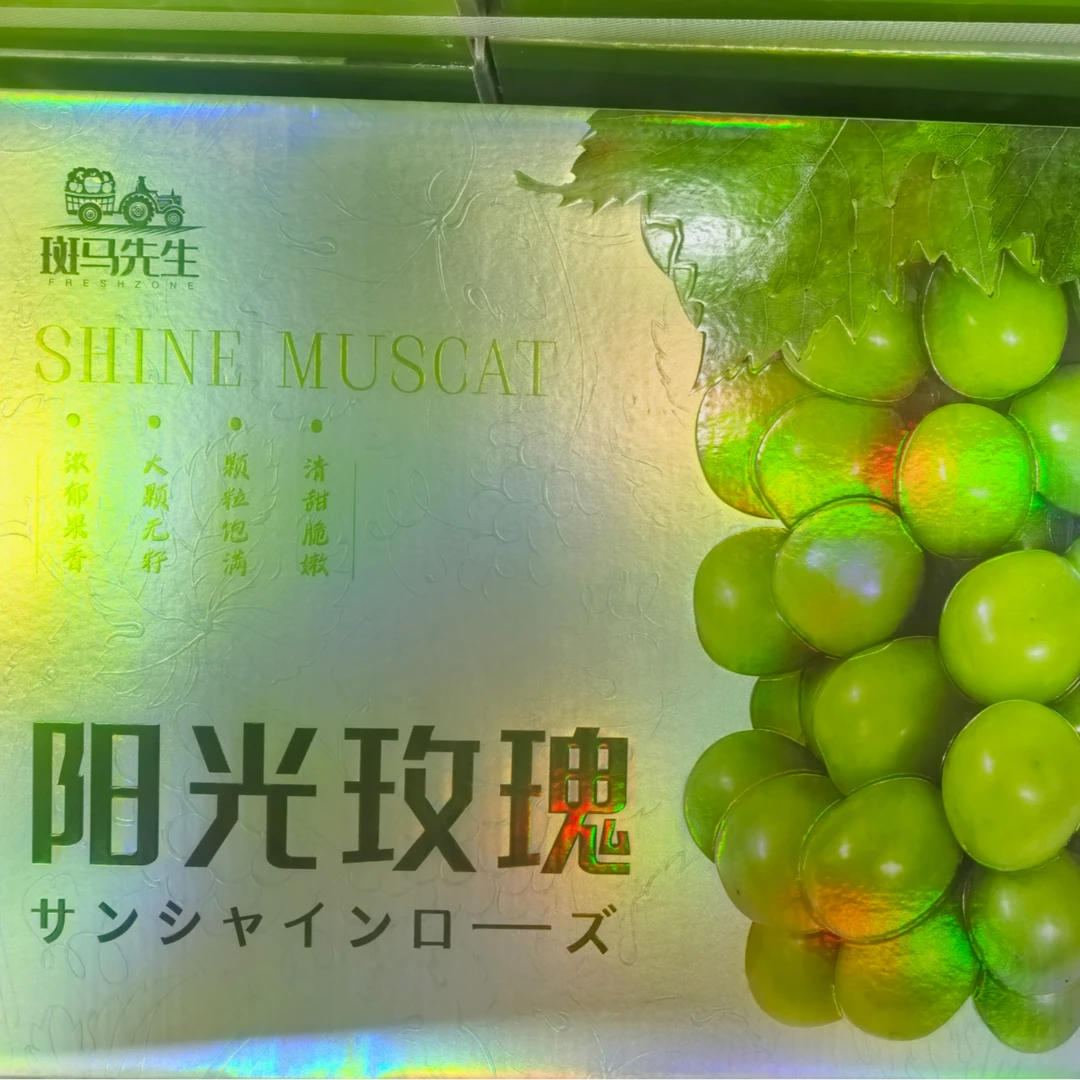 斑马先生
FRESHZONE
SHINE MUSCAT
浓郁果香
大颗无籽
颗粒饱满
清甜脆嫩
阳光玫瑰
サンシャインローズ